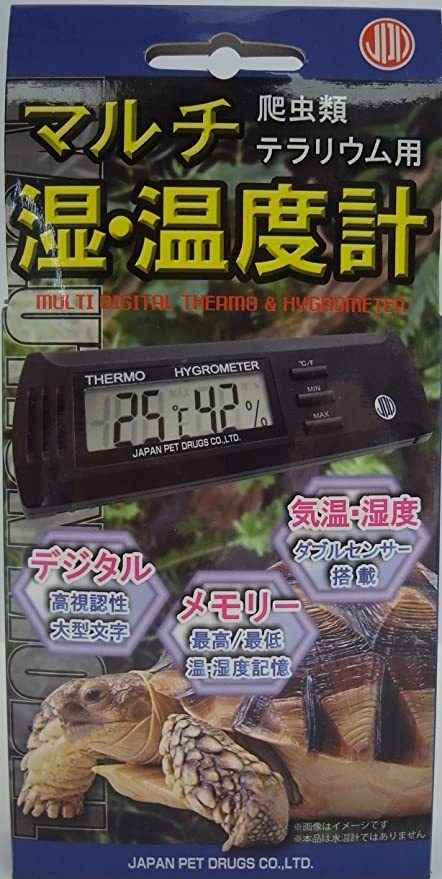 JPD
マルチ
爬虫類
テラリウム用
湿・温度計
MULTI DIGITAL THERMO & HYGROMETER
THERMO HYGROMETER
MAX MIN
25℃ 42%
JAPAN PET DRUGS CO.LTD.
℃/F
MIN
MAX
JPD
気温・湿度
ダブルセンサー
搭載
デジタル
高視認性
大型文字
メモリー
最高/最低
温・湿度記憶
※画像はイメージです
※本品は水温計ではありません
JAPAN PET DRUGS CO.,LTD.